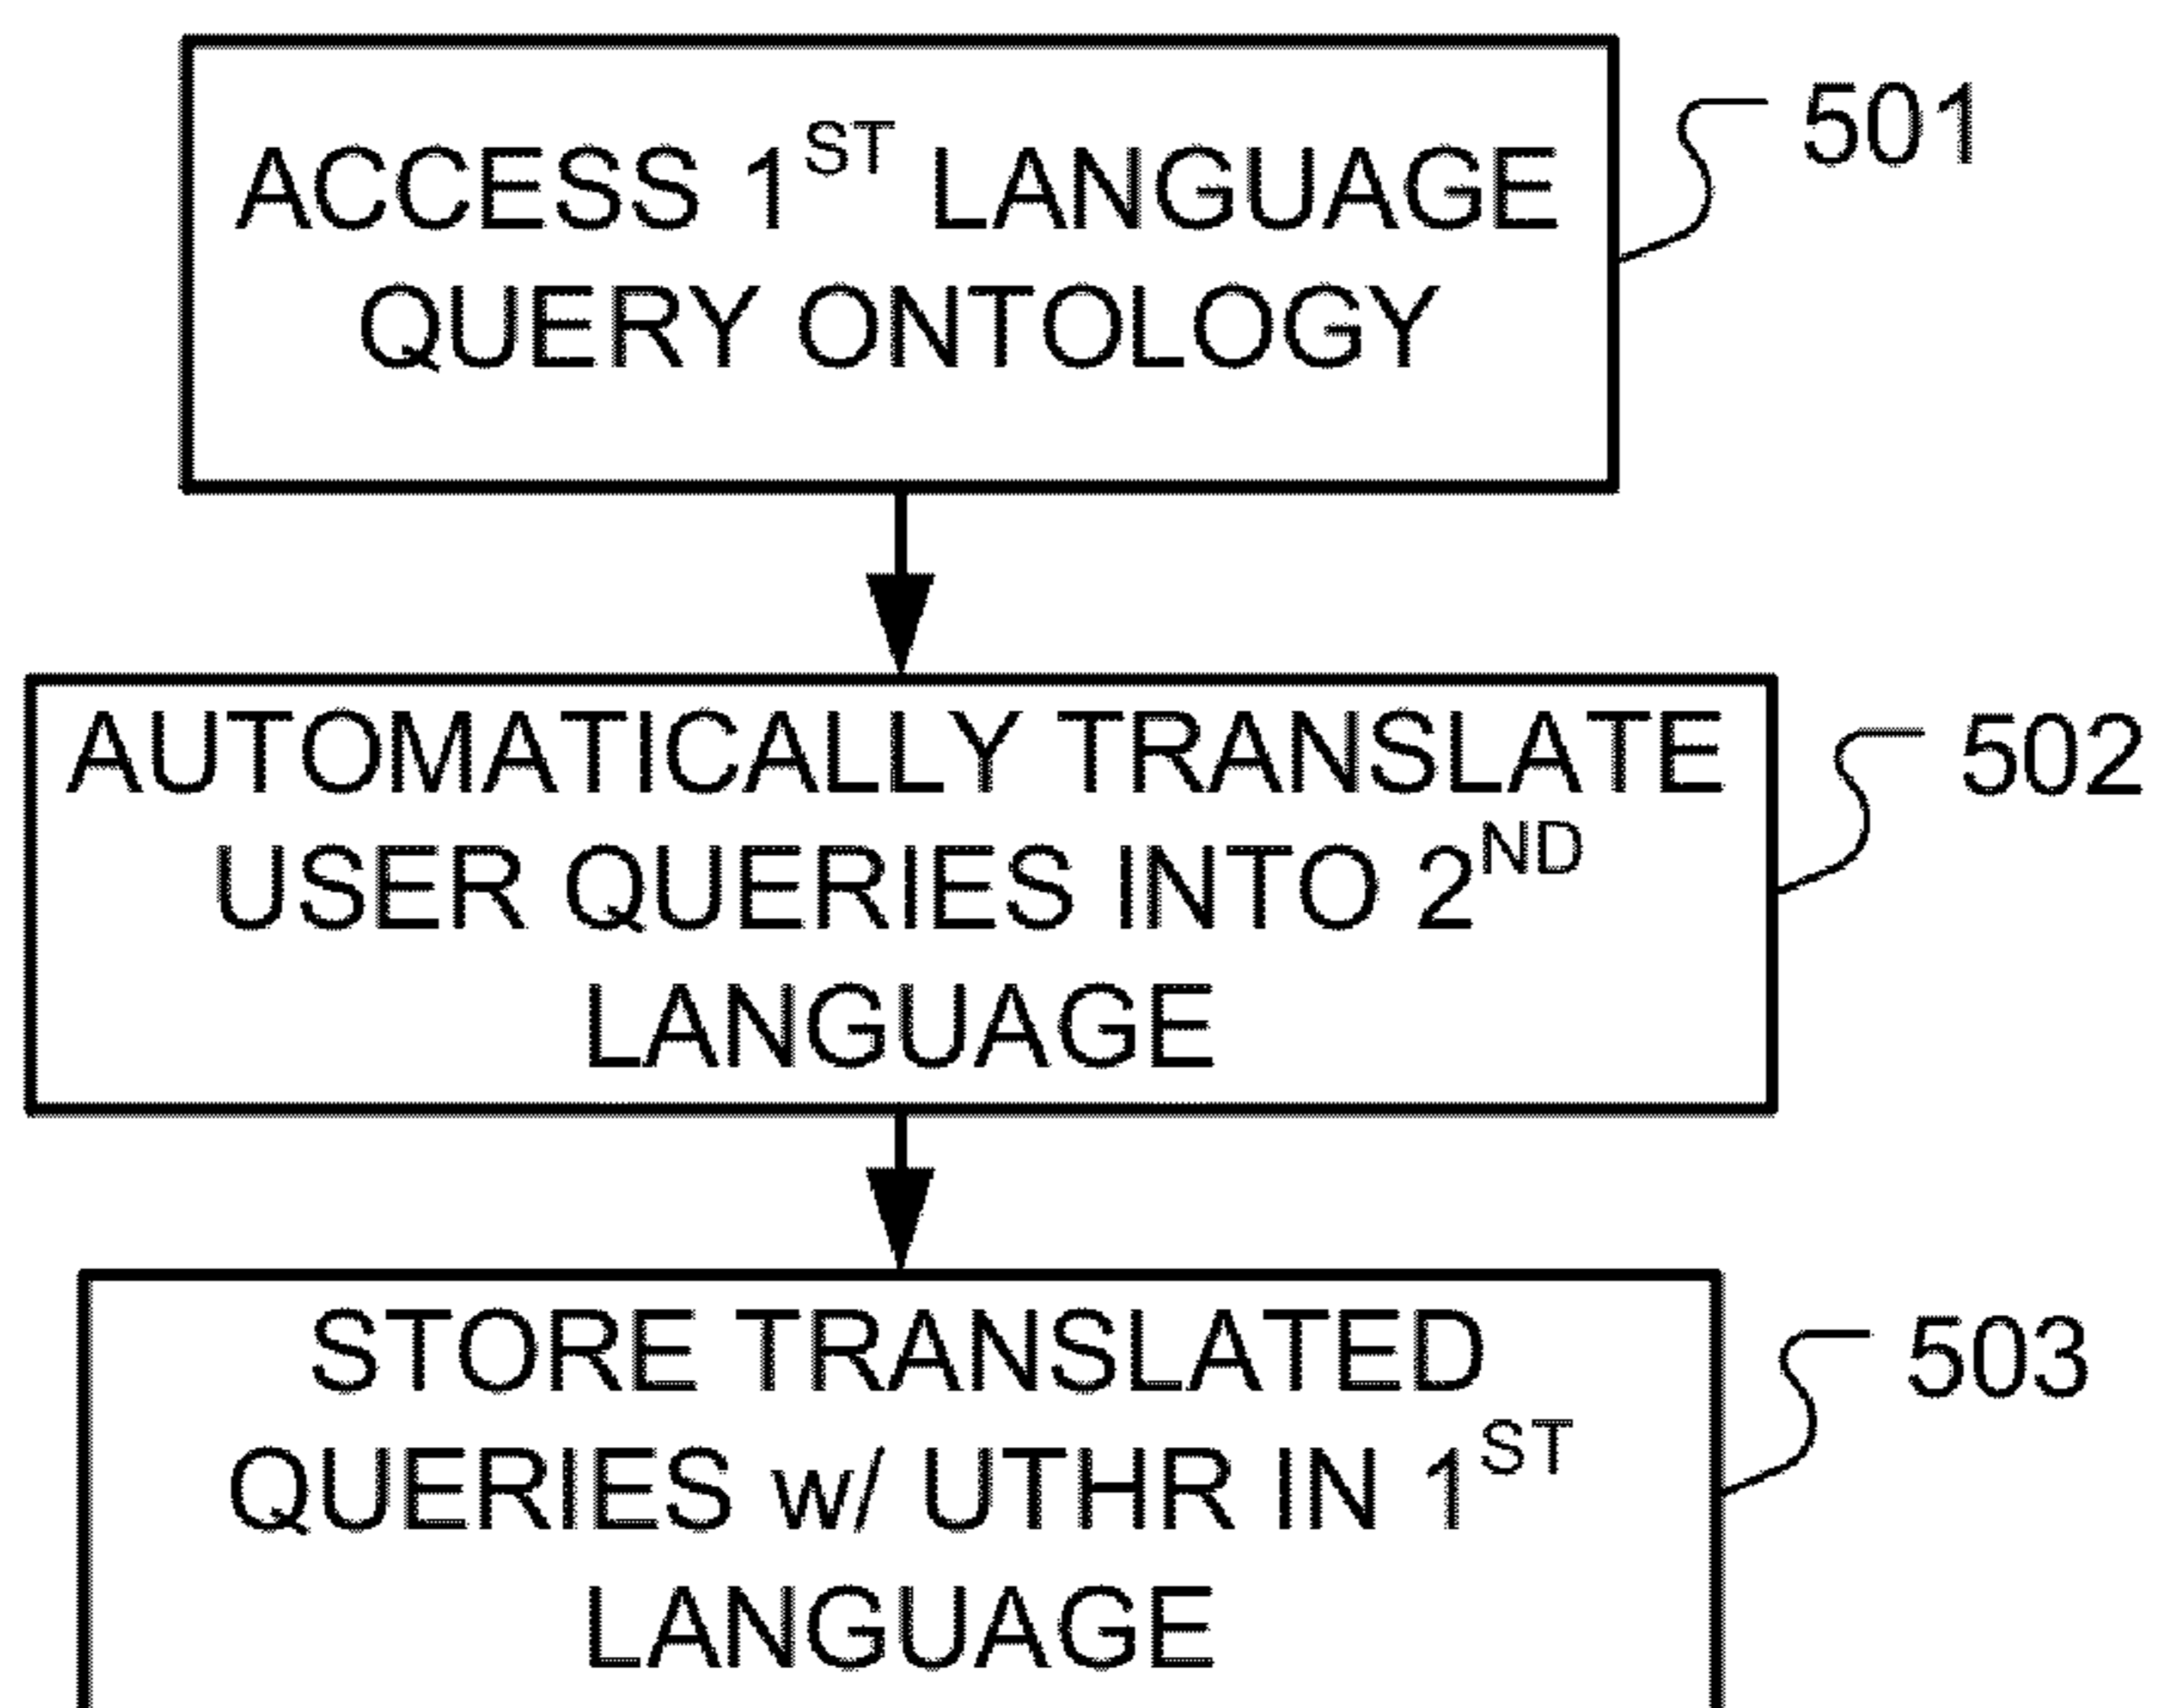 ACCESS 1ST LANGUAGE
QUERY ONTOLOGY
501
AUTOMATICALLY TRANSLATE
USER QUERIES INTO 2ND
LANGUAGE
502
STORE TRANSLATED
QUERIES w/ UTHR IN 1ST
LANGUAGE
503